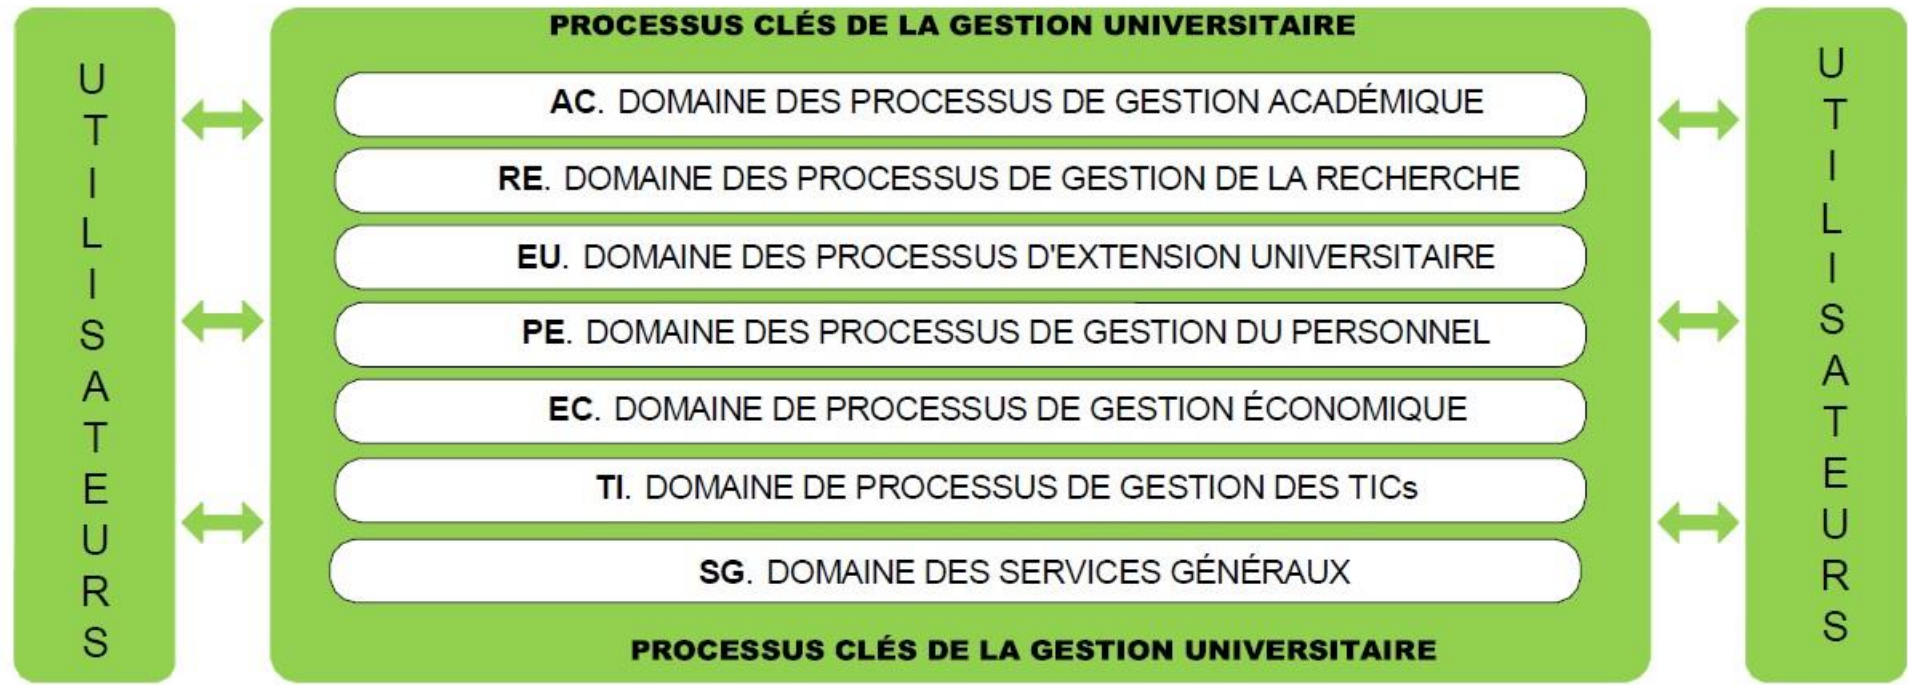 UTILISATEURS
PROCESSUS CLÉS DE LA GESTION UNIVERSITAIRE
AC. DOMAINE DES PROCESSUS DE GESTION ACADÉMIQUE
RE. DOMAINE DES PROCESSUS DE GESTION DE LA RECHERCHE
EU. DOMAINE DES PROCESSUS D'EXTENSION UNIVERSITAIRE
PE. DOMAINE DES PROCESSUS DE GESTION DU PERSONNEL
EC. DOMAINE DE PROCESSUS DE GESTION ÉCONOMIQUE
TI. DOMAINE DE PROCESSUS DE GESTION DES TICs
SG. DOMAINE DES SERVICES GÉNÉRAUX
PROCESSUS CLÉS DE LA GESTION UNIVERSITAIRE
UTILISATEURS